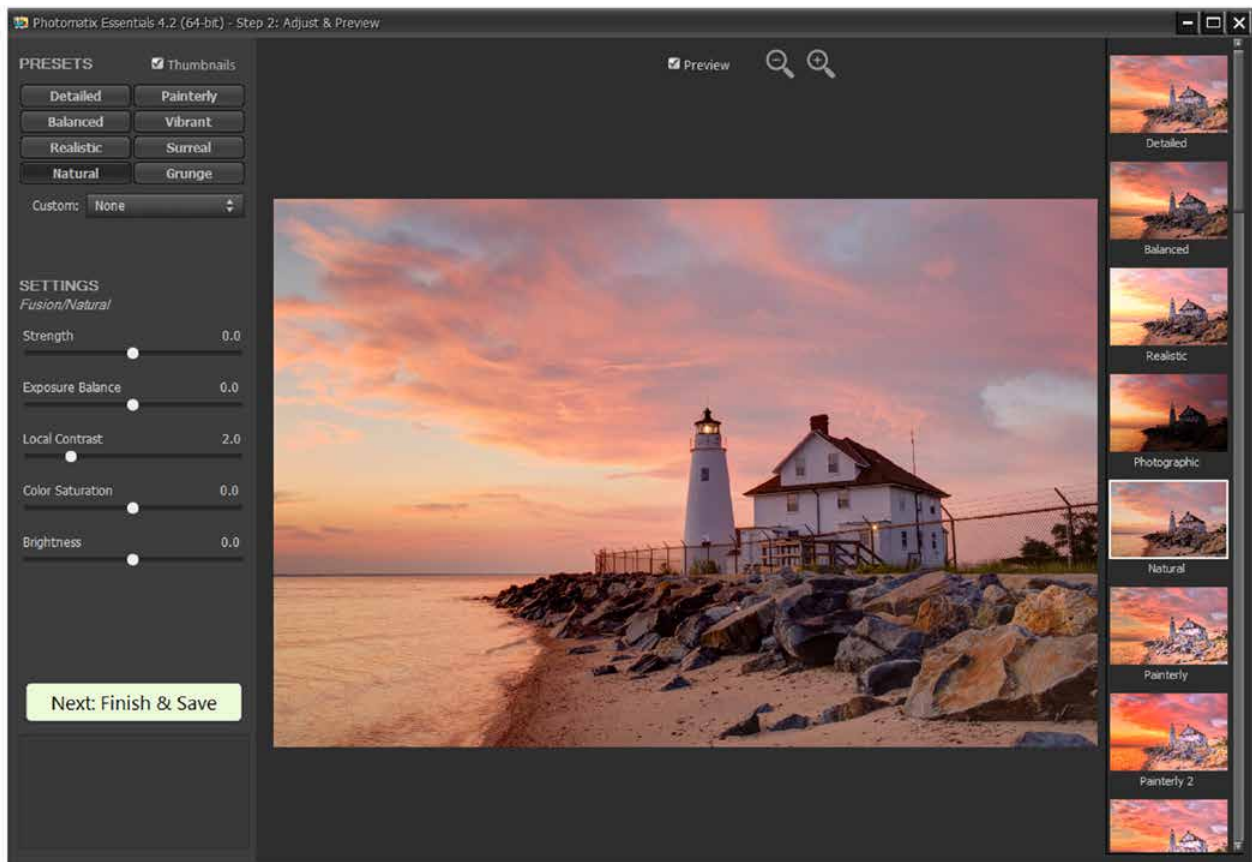 Photomatix Essentials 4.2 (64-bit) - Step 2: Adjust & Preview
PRESETS
Thumbnails
Detailed
Painterly
Balanced
Vibrant
Realistic
Surreal
Natural
Grunge
Custom: None
SETTINGS
Fusion/Natural
Strength 0.0
Exposure Balance 0.0
Local Contrast 2.0
Color Saturation 0.0
Brightness 0.0
Next: Finish & Save
Preview
Detailed
Balanced
Realistic
Photographic
Natural
Painterly
Painterly 2